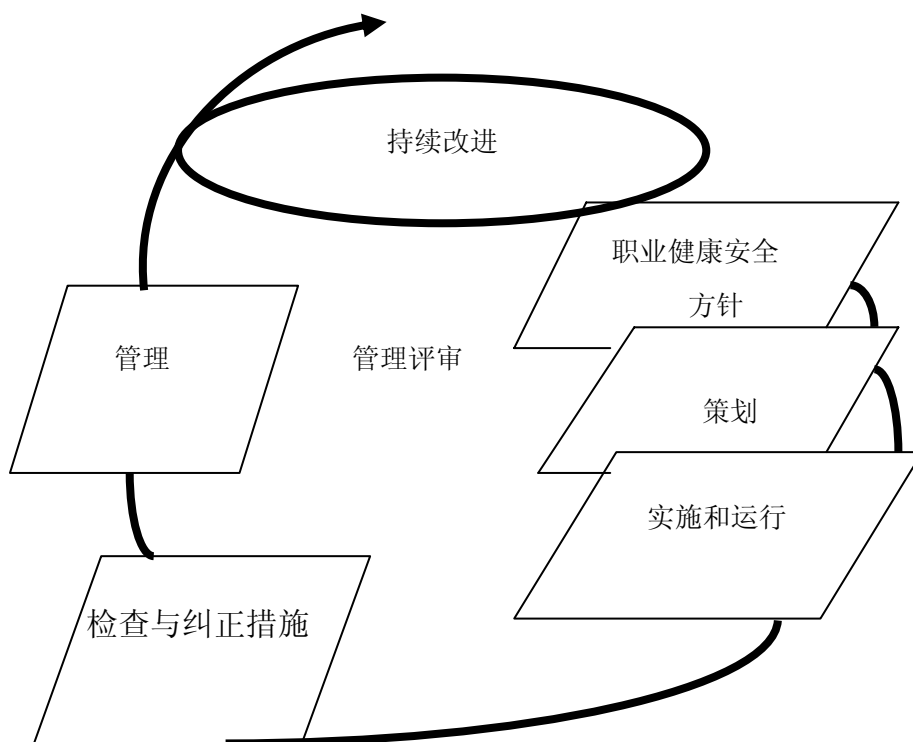 持续改进
职业健康安全
方针
管理
管理评审
策划
实施和运行
检查与纠正措施